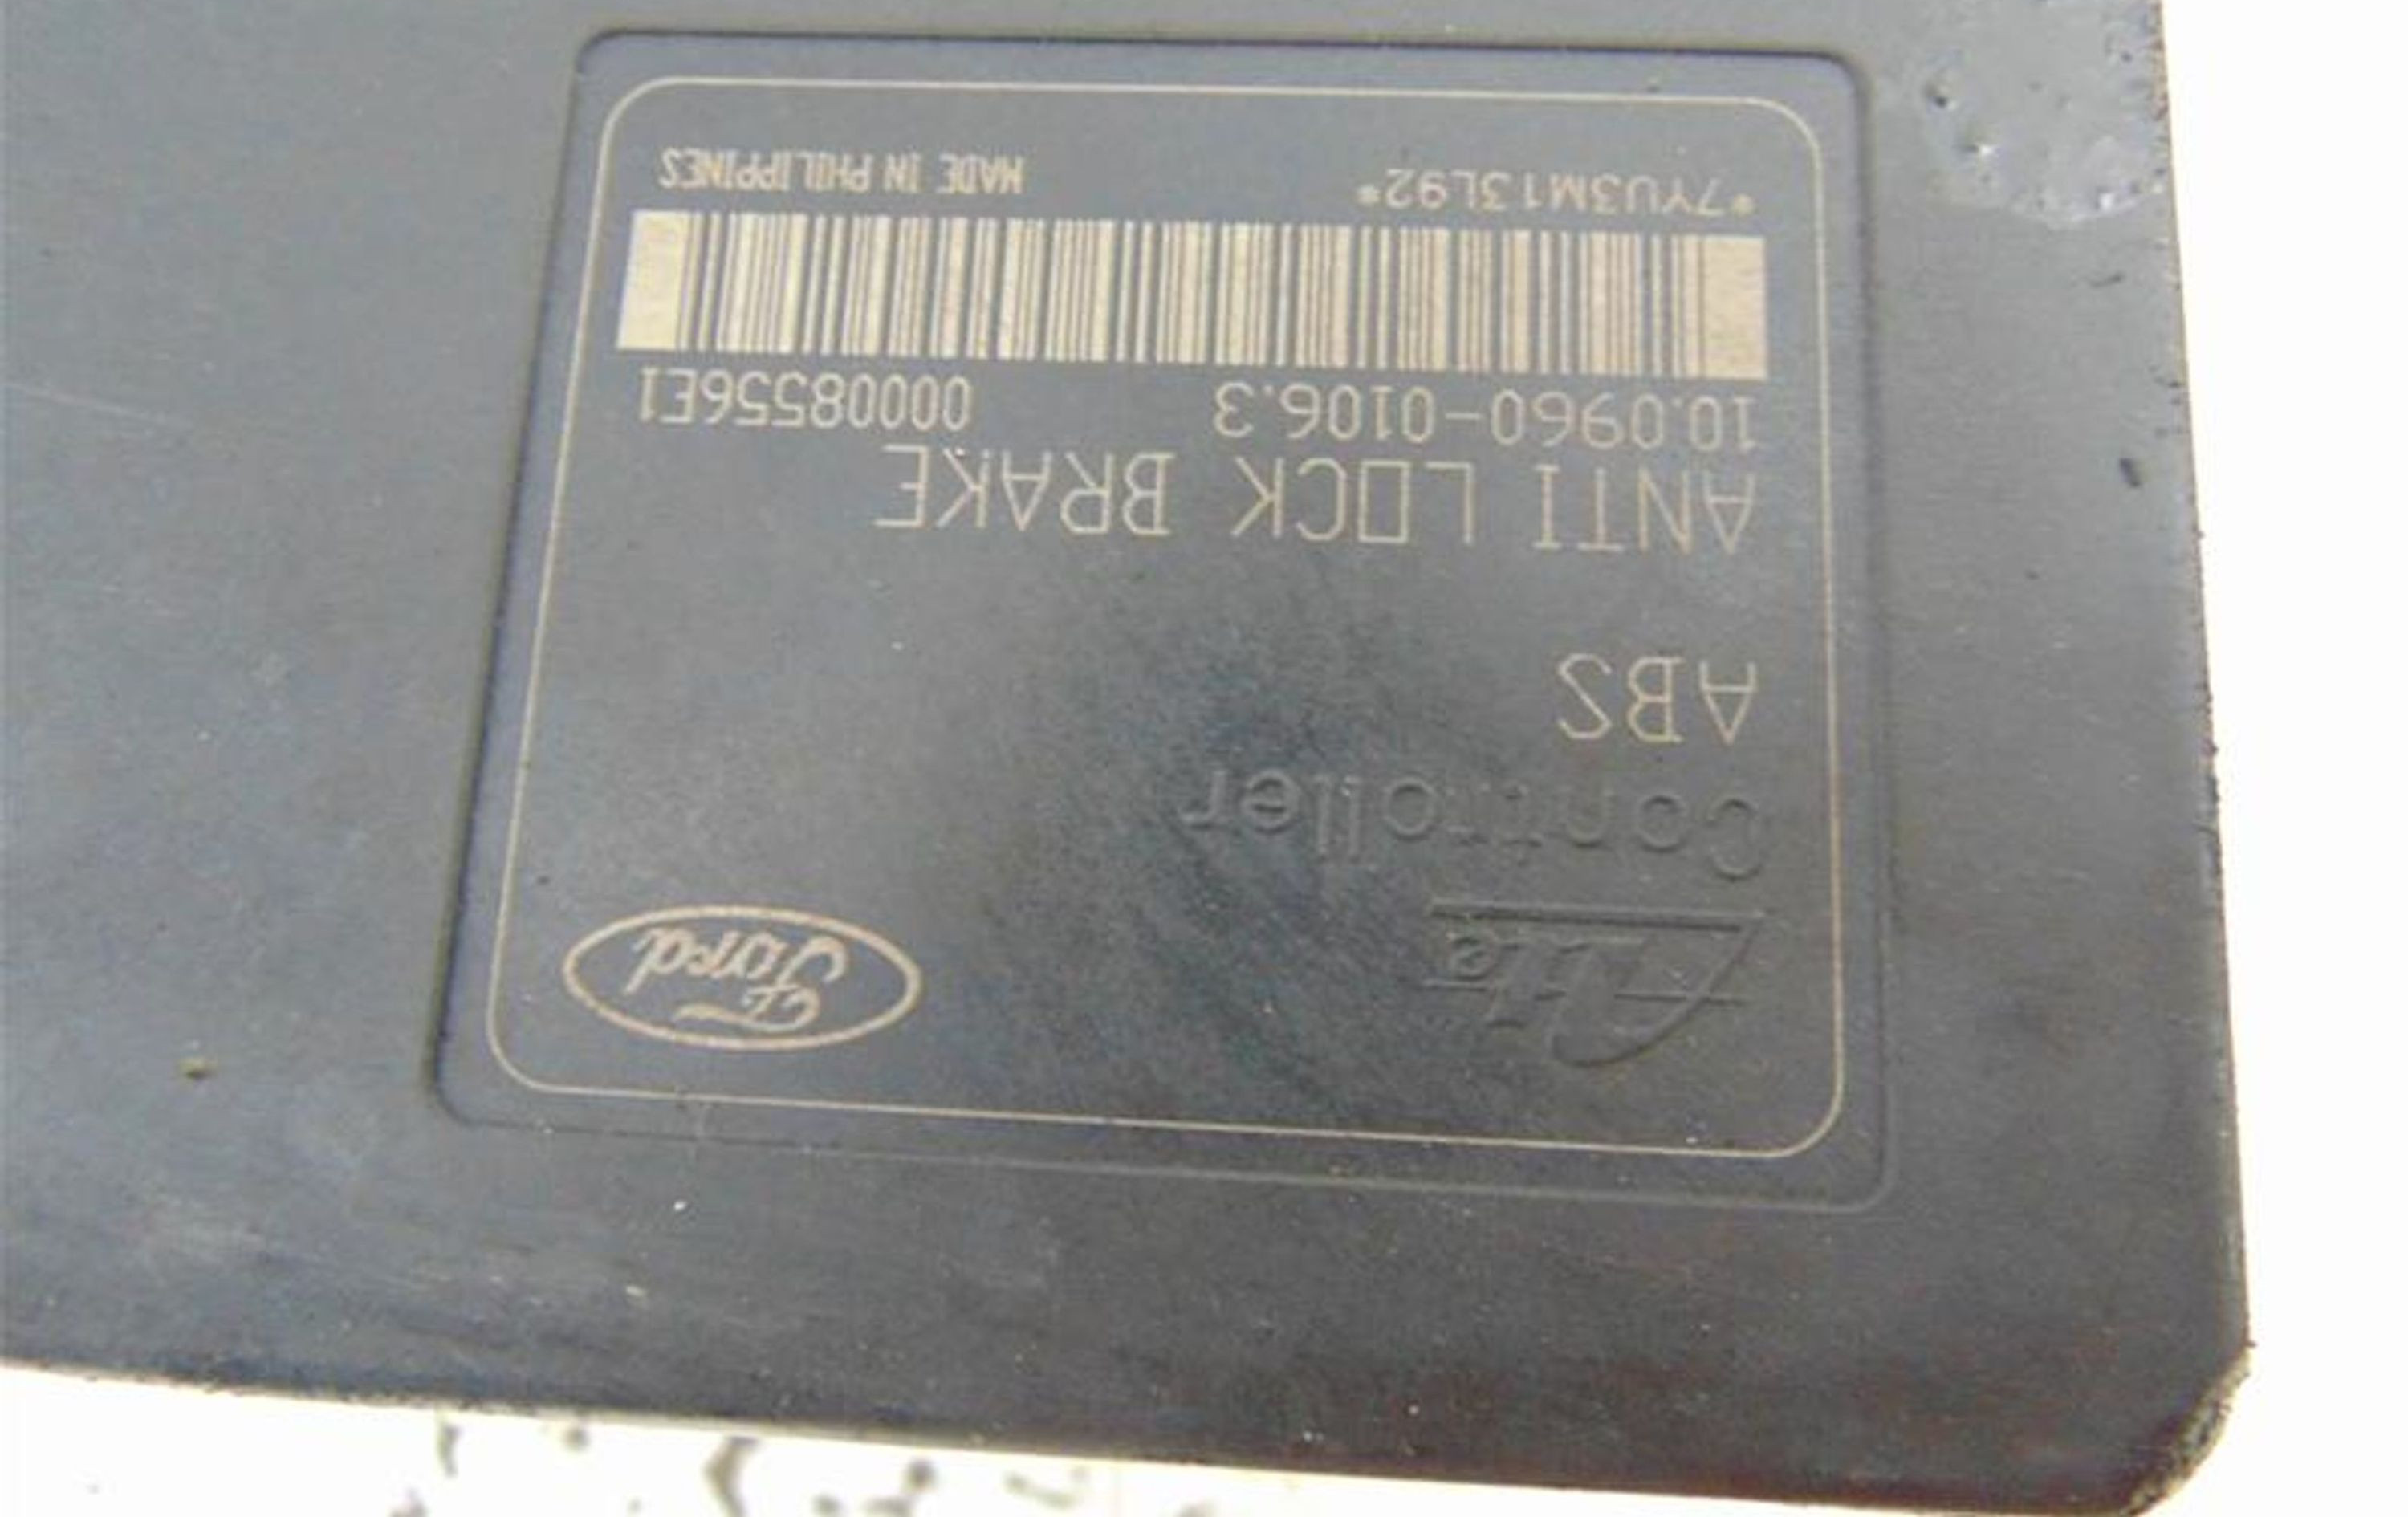 Ate Ford
Controller
ABS
ANTI LOCK BRAKE
10.0960-0106.3 00008556E1
*7YU3M13L92* MADE IN PHILIPPINES